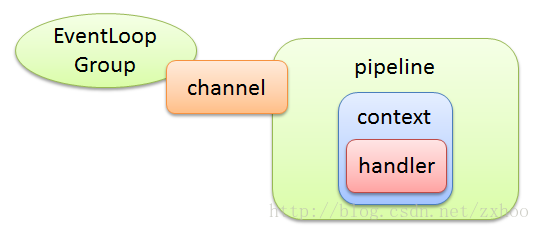 EventLoop
Group
channel
pipeline
context
handler
http://blog.csdn.net/zxhoo